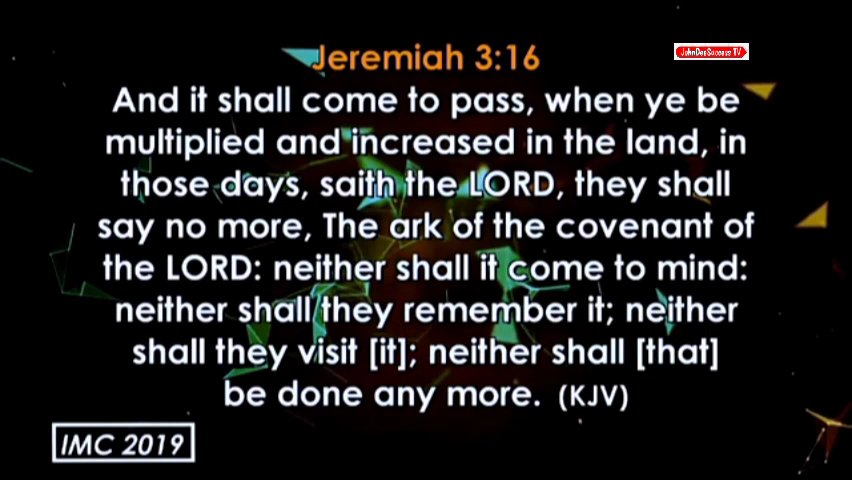 JohnDeeSuccess TV
Jeremiah 3:16
And it shall come to pass, when ye be
multiplied and increased in the land, in
those days, saith the LORD, they shall
say no more, The ark of the covenant of
the LORD: neither shall it come to mind:
neither shall they remember it; neither
shall they visit [it]; neither shall [that]
be done any more. (KJV)
IMC 2019